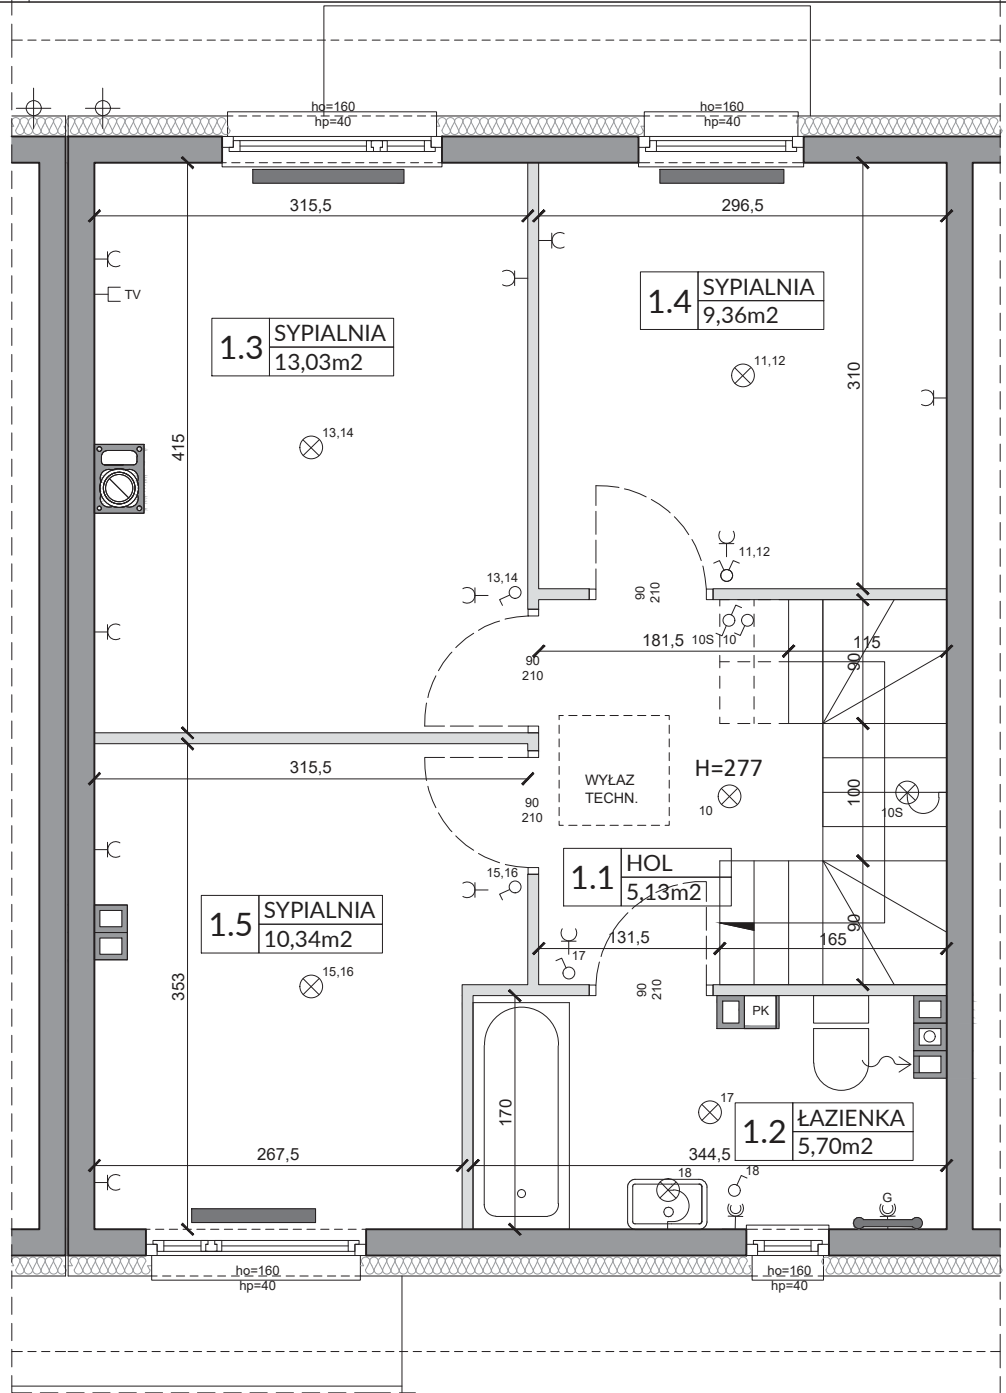 ho=160
hp=40
ho=160
hp=40
315,5
296,5
TV
1.3
SYPIALNIA
13,03m2
1.4
SYPIALNIA
9,36m2
11,12
310
13,14
415
11,12
13,14
90
210
181,5
10S
10
115
90
90
210
315,5
WYŁAZ
TECHN.
H=277
10
90
210
100
10S
15,16
1.1
HOL
5,13m2
1.5
SYPIALNIA
10,34m2
131,5
165
90
17
15,16
353
90
210
PK
170
17
1.2
ŁAZIENKA
5,70m2
267,5
344,5
18
18
G
ho=160
hp=40
ho=160
hp=40